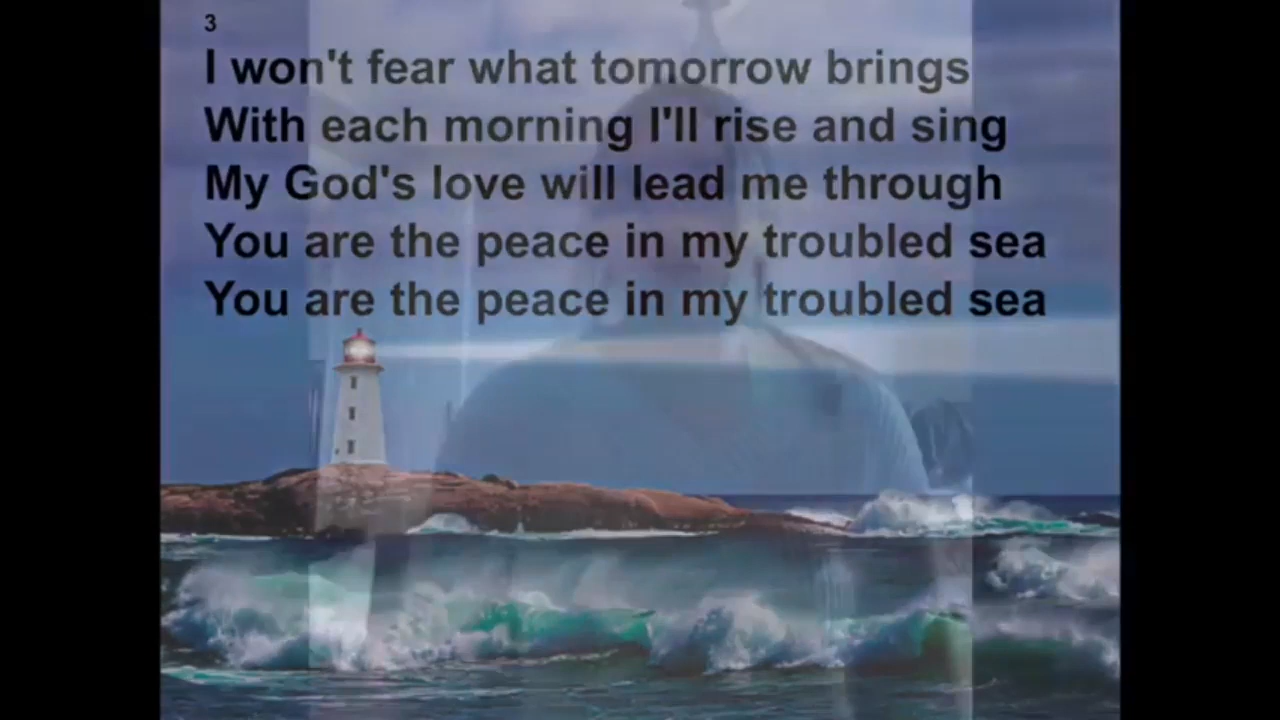 3
I won't fear what tomorrow brings
With each morning I'll rise and sing
My God's love will lead me through
You are the peace in my troubled sea
You are the peace in my troubled sea